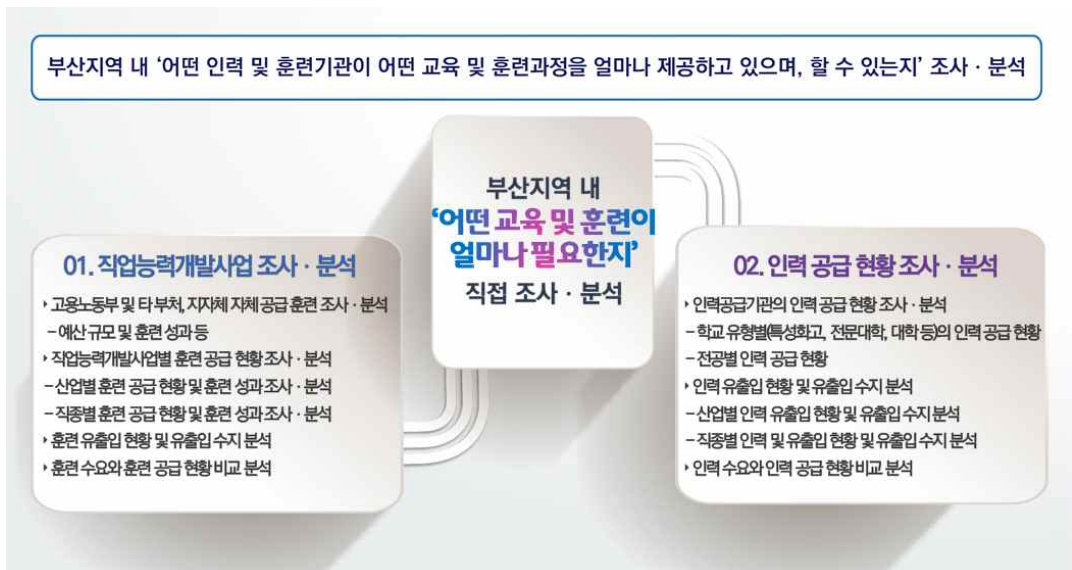 부산지역 내 ‘어떤 인력 및 훈련기관이 어떤 교육 및 훈련과정을 얼마나 제공하고 있으며, 할 수 있는지’ 조사 · 분석
부산지역 내
‘어떤 교육 및 훈련이
얼마나 필요한지’
직접 조사 · 분석
01. 직업능력개발사업 조사 · 분석
‣ 고용노동부 및 타 부처, 지자체 자체 공급 훈련 조사 · 분석
– 예산 규모 및 훈련 성과 등
‣ 직업능력개발사업별 훈련 공급 현황 조사 · 분석
– 산업별 훈련 공급 현황 및 훈련 성과 조사 · 분석
– 직종별 훈련 공급 현황 및 훈련 성과 조사 · 분석
‣ 훈련 유출입 현황 및 유출입 수지 분석
‣ 훈련 수요와 훈련 공급 현황 비교 분석
02. 인력 공급 현황 조사 · 분석
‣ 인력공급기관의 인력 공급 현황 조사 · 분석
– 학교 유형별(특성화고, 전문대학, 대학 등)의 인력 공급 현황
– 전공별 인력 공급 현황
‣ 인력 유출입 현황 및 유출입 수지 분석
– 산업별 인력 유출입 현황 및 유출입 수지 분석
– 직종별 인력 및 유출입 현황 및 유출입 수지 분석
‣ 인력 수요와 인력 공급 현황 비교 분석